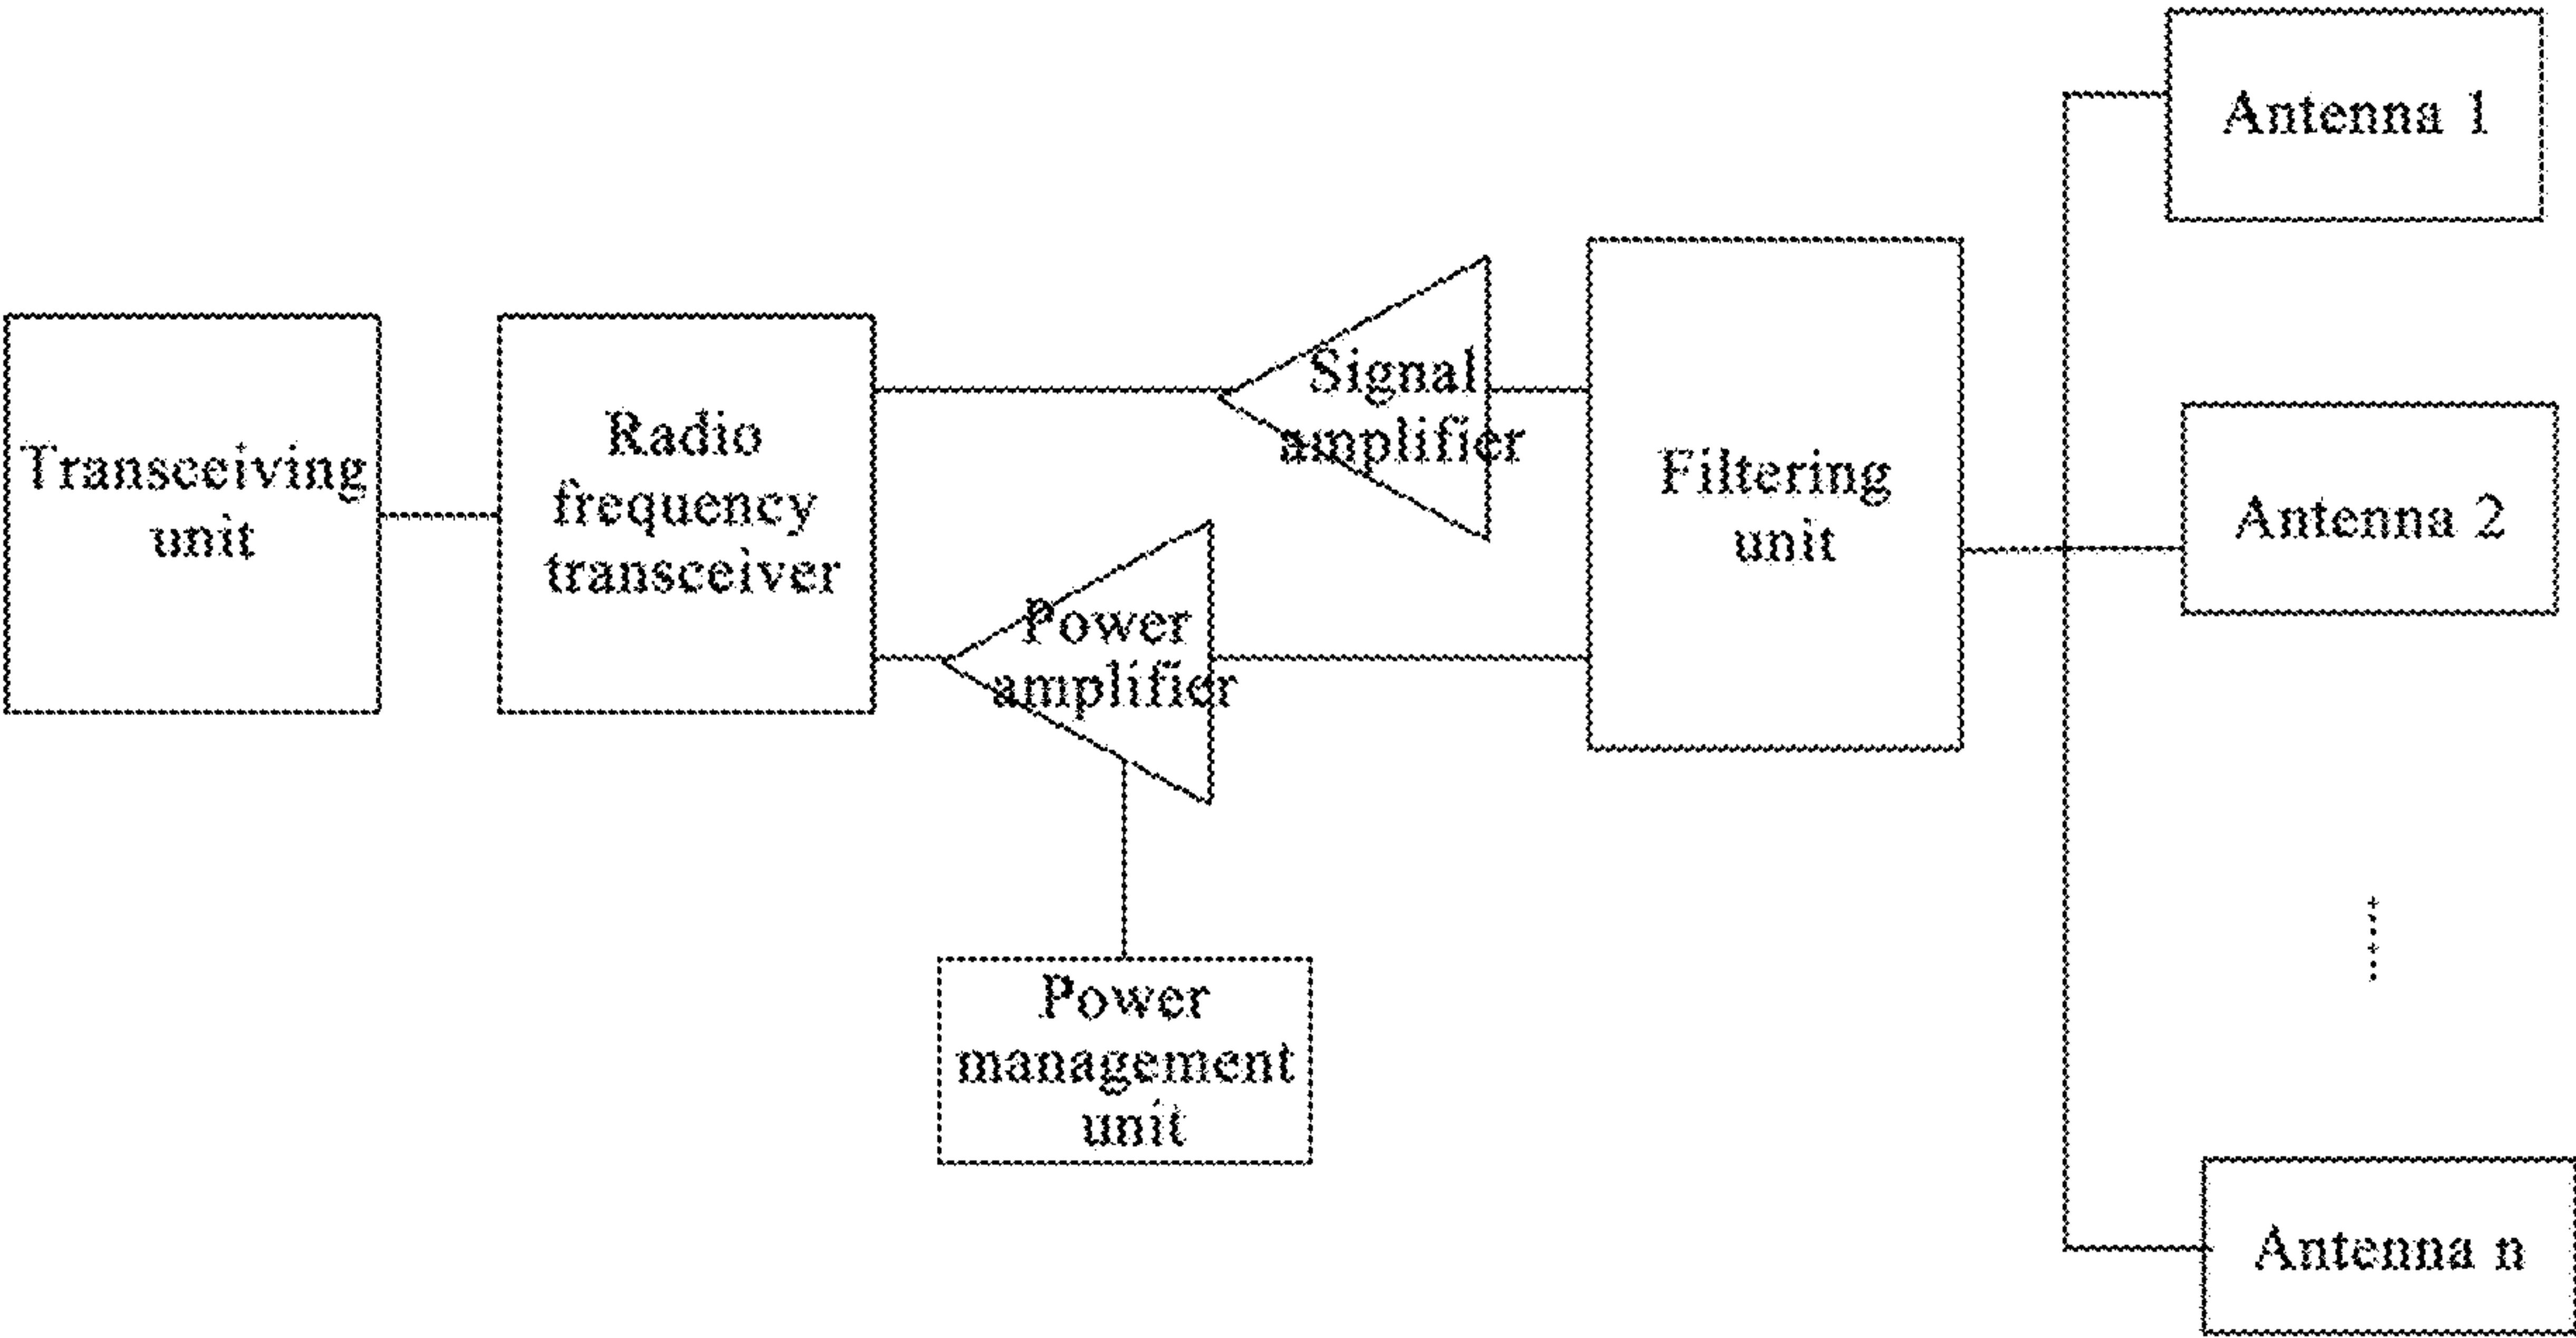 Transceiving
unit
Radio
frequency
transceiver
Signal
amplifier
Power
amplifier
Power
management
unit
Filtering
unit
Antenna 1
Antenna 2
Antenna n